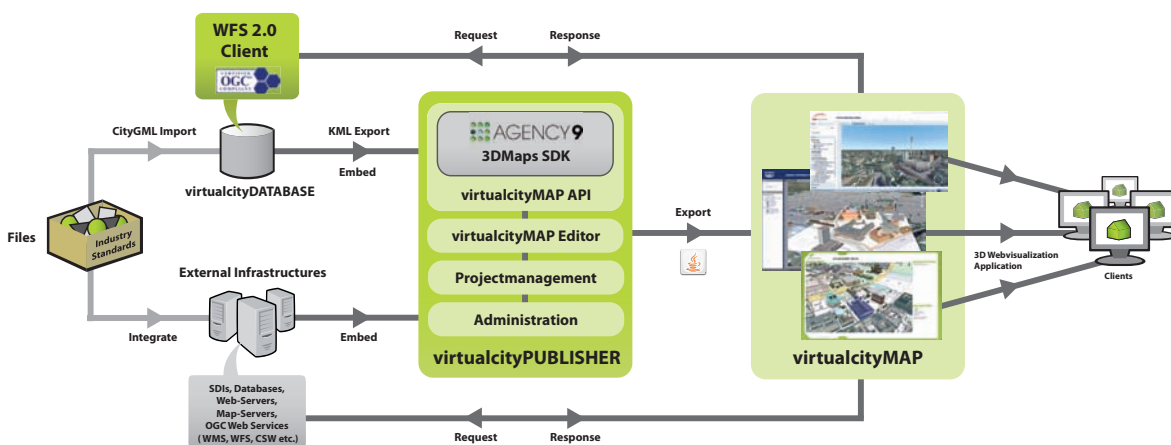 WFS 2.0
Client
CERTIFIED
OGC
COMPLIANT
Request
Response
CityGML Import
virtualcityDATABASE
KML Export
Embed
AGENCY9
3DMaps SDK
virtualcityMAP API
virtualcityMAP Editor
Projectmanagement
Administration
virtualcityPUBLISHER
Files
Industry
Standards
External Infrastructures
Integrate
Embed
SDIs, Databases,
Web-Servers,
Map-Servers,
OGC Web Services
( WMS, WFS, CSW etc.)
Export
virtualcityMAP
3D Webvisualization
Application
Clients
Request
Response